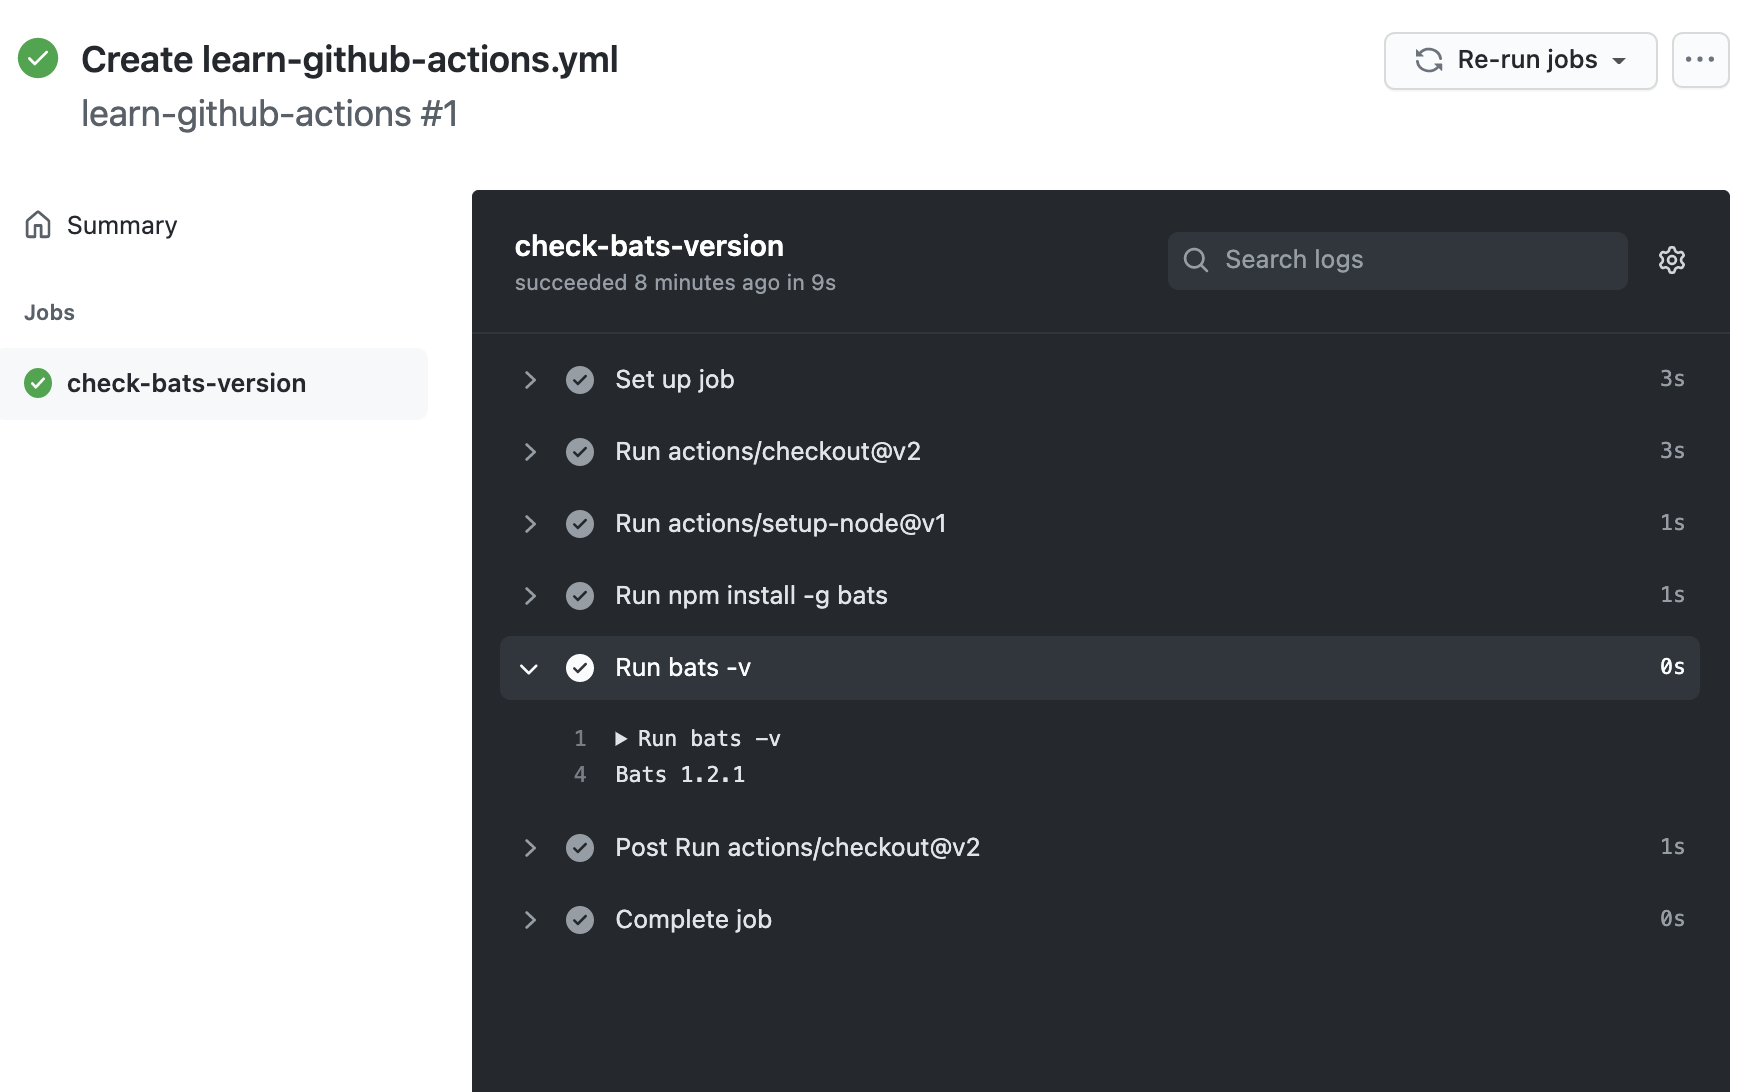 Create learn-github-actions.yml
learn-github-actions #1
Re-run jobs
Summary
Jobs
check-bats-version
check-bats-version
succeeded 8 minutes ago in 9s
Search logs
Set up job 3s
Run actions/checkout@v2 3s
Run actions/setup-node@v1 1s
Run npm install -g bats 1s
Run bats -v 0s
1 Run bats -v
4 Bats 1.2.1
Post Run actions/checkout@v2 1s
Complete job 0s